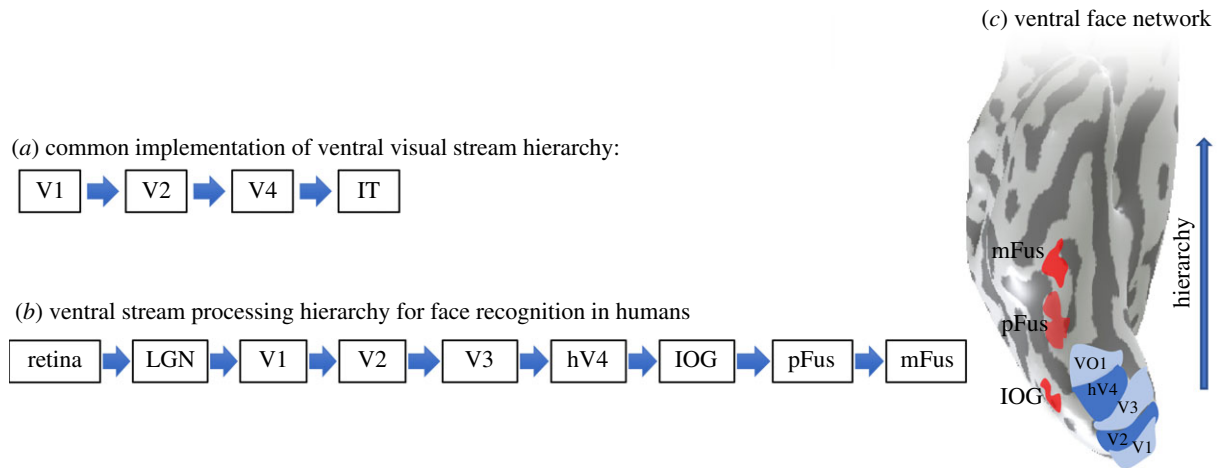 (c) ventral face network
(a) common implementation of ventral visual stream hierarchy:
V1 V2 V4 IT
(b) ventral stream processing hierarchy for face recognition in humans
retina LGN V1 V2 V3 hV4 IOG pFus mFus
mFus
pFus
IOG
VO1
hV4
V3
V2
V1
hierarchy